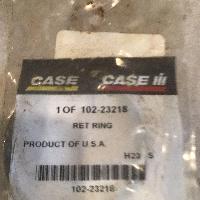 CASE CASE IH
1 OF 102-23218
RET RING
PRODUCT OF U.S.A.
102-23218